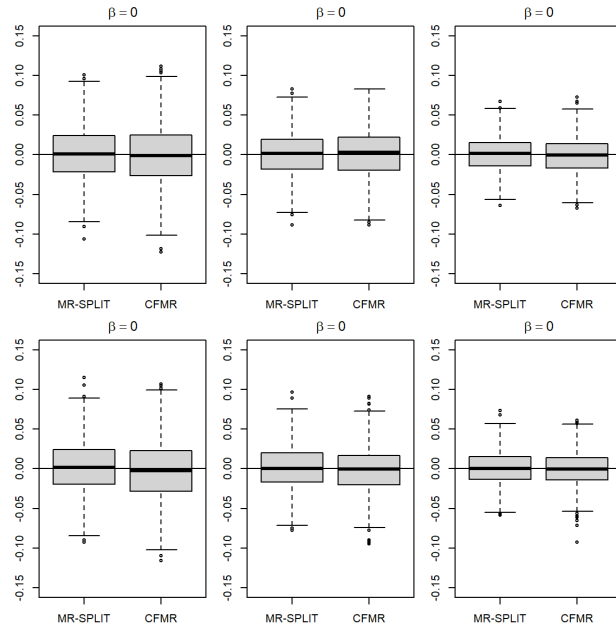 β = 0 β = 0 β = 0
0.15 0.15 0.15
0.10 0.10 0.10
0.05 0.05 0.05
0.00 0.00 0.00
-0.05 -0.05 -0.05
-0.10 -0.10 -0.10
-0.15 -0.15 -0.15
MR-SPLIT CFMR MR-SPLIT CFMR MR-SPLIT CFMR
β = 0 β = 0 β = 0
0.15 0.15 0.15
0.10 0.10 0.10
0.05 0.05 0.05
0.00 0.00 0.00
-0.05 -0.05 -0.05
-0.10 -0.10 -0.10
-0.15 -0.15 -0.15
MR-SPLIT CFMR MR-SPLIT CFMR MR-SPLIT CFMR